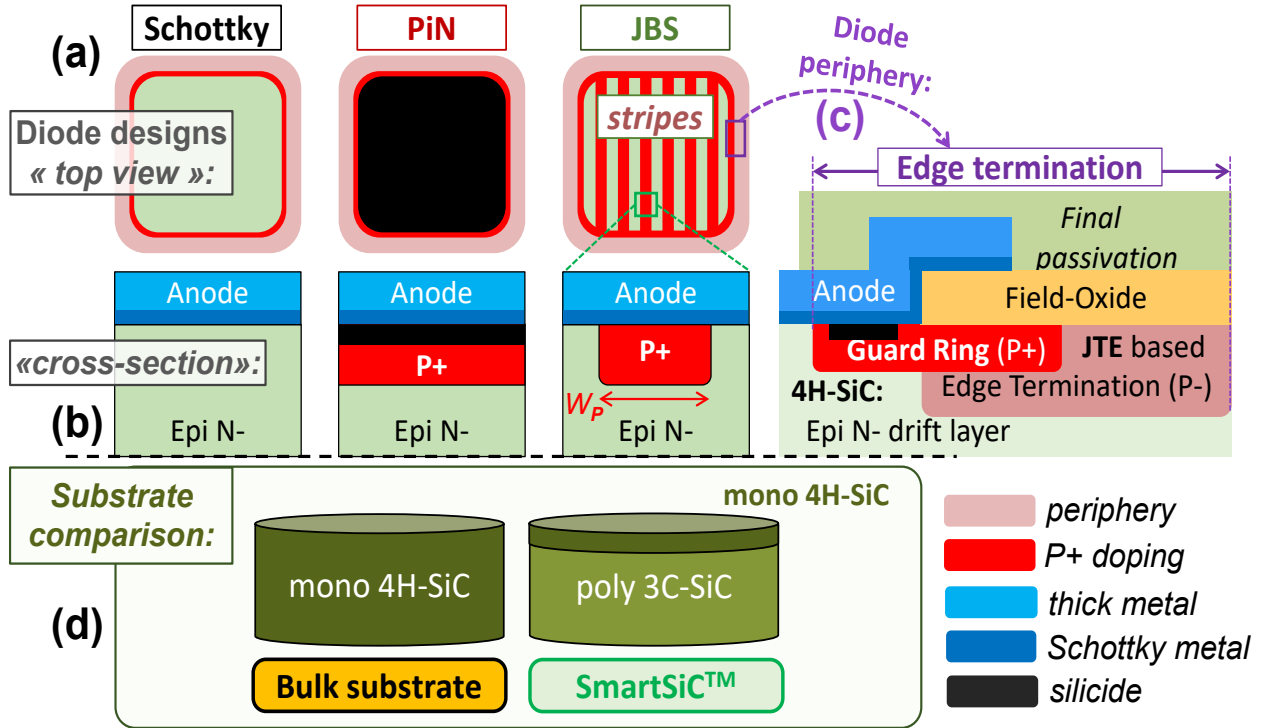 (a)
Schottky
PiN
JBS
Diode
periphery:
(c)
Diode designs
« top view »:
stripes
Edge termination
Final
passivation
Anode
Anode
Anode
Anode
Field-Oxide
«cross-section»:
P+
P+
Guard Ring (P+)
JTE based
Edge Termination (P-)
W_P
4H-SiC:
(b)
Epi N-
Epi N-
Epi N-
Epi N- drift layer
Substrate
comparison:
mono 4H-SiC
mono 4H-SiC
poly 3C-SiC
(d)
Bulk substrate
SmartSiC™
periphery
P+ doping
thick metal
Schottky metal
silicide